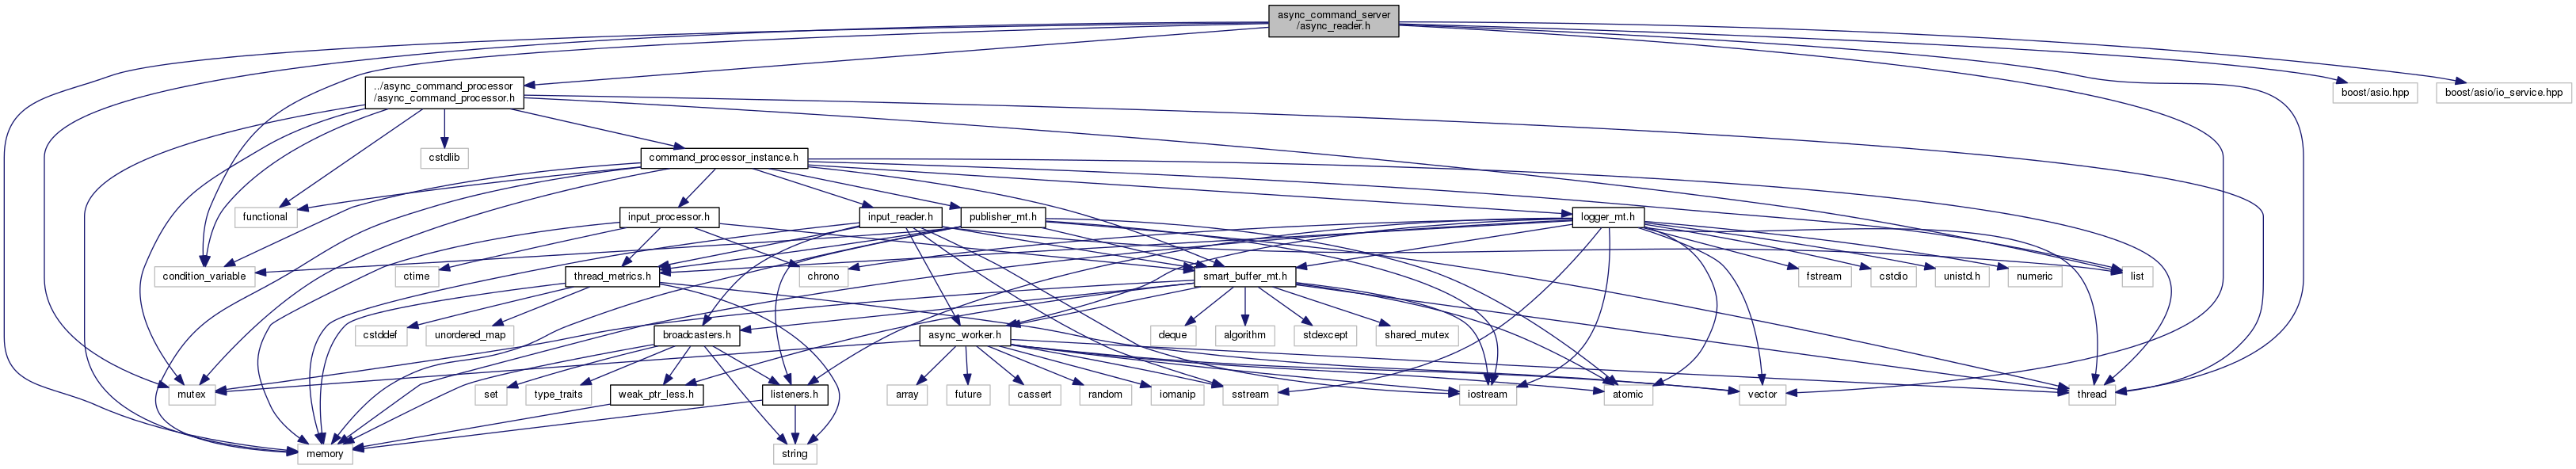 async_command_server
/async_reader.h
../async_command_processor
/async_command_processor.h
boost/asio.hpp
boost/asio/io_service.hpp
cstdlib
command_processor_instance.h
functional
input_processor.h
input_reader.h
publisher_mt.h
logger_mt.h
condition_variable
ctime
thread_metrics.h
chrono
smart_buffer_mt.h
fstream
cstdio
unistd.h
numeric
list
cstddef
unordered_map
broadcasters.h
async_worker.h
deque
algorithm
stdexcept
shared_mutex
mutex
set
type_traits
weak_ptr_less.h
listeners.h
array
future
cassert
random
iomanip
sstream
iostream
atomic
vector
thread
memory
string